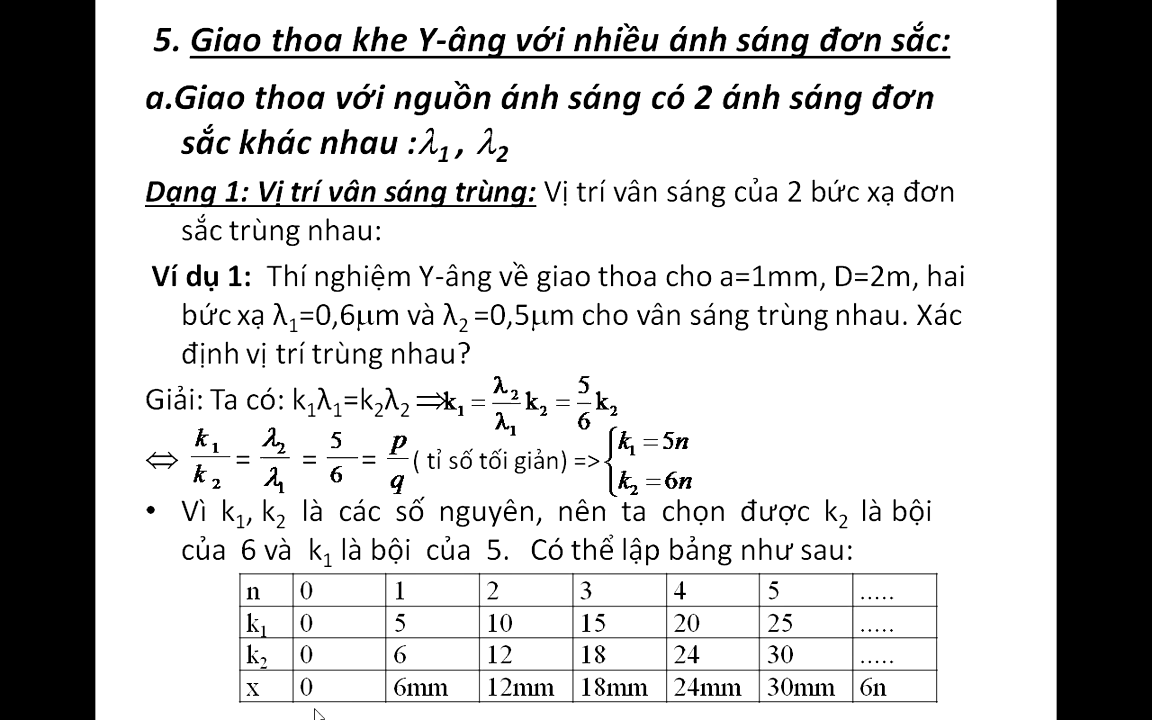 5. Giao thoa khe Y-âng với nhiều ánh sáng đơn sắc:
a.Giao thoa với nguồn ánh sáng có 2 ánh sáng đơn
sắc khác nhau :λ₁ , λ₂
Dạng 1: Vị trí vân sáng trùng: Vị trí vân sáng của 2 bức xạ đơn
sắc trùng nhau:
Ví dụ 1: Thí nghiệm Y-âng về giao thoa cho a=1mm, D=2m, hai
bức xạ λ₁=0,6μm và λ₂ =0,5μm cho vân sáng trùng nhau. Xác
định vị trí trùng nhau?
Giải: Ta có: k₁λ₁=k₂λ₂ ⟹k₁ = λ₂/λ₁ k₂ = 5/6 k₂
⇔ k₁/k₂ = λ₂/λ₁ = 5/6 = p/q ( tỉ số tối giản) => { k₁ = 5n
k₂ = 6n
• Vì k₁, k₂ là các số nguyên, nên ta chọn được k₂ là bội
của 6 và k₁ là bội của 5. Có thể lập bảng như sau:
n 0 1 2 3 4 5 .....
k₁ 0 5 10 15 20 25 .....
k₂ 0 6 12 18 24 30 .....
x 0 6mm 12mm 18mm 24mm 30mm 6n